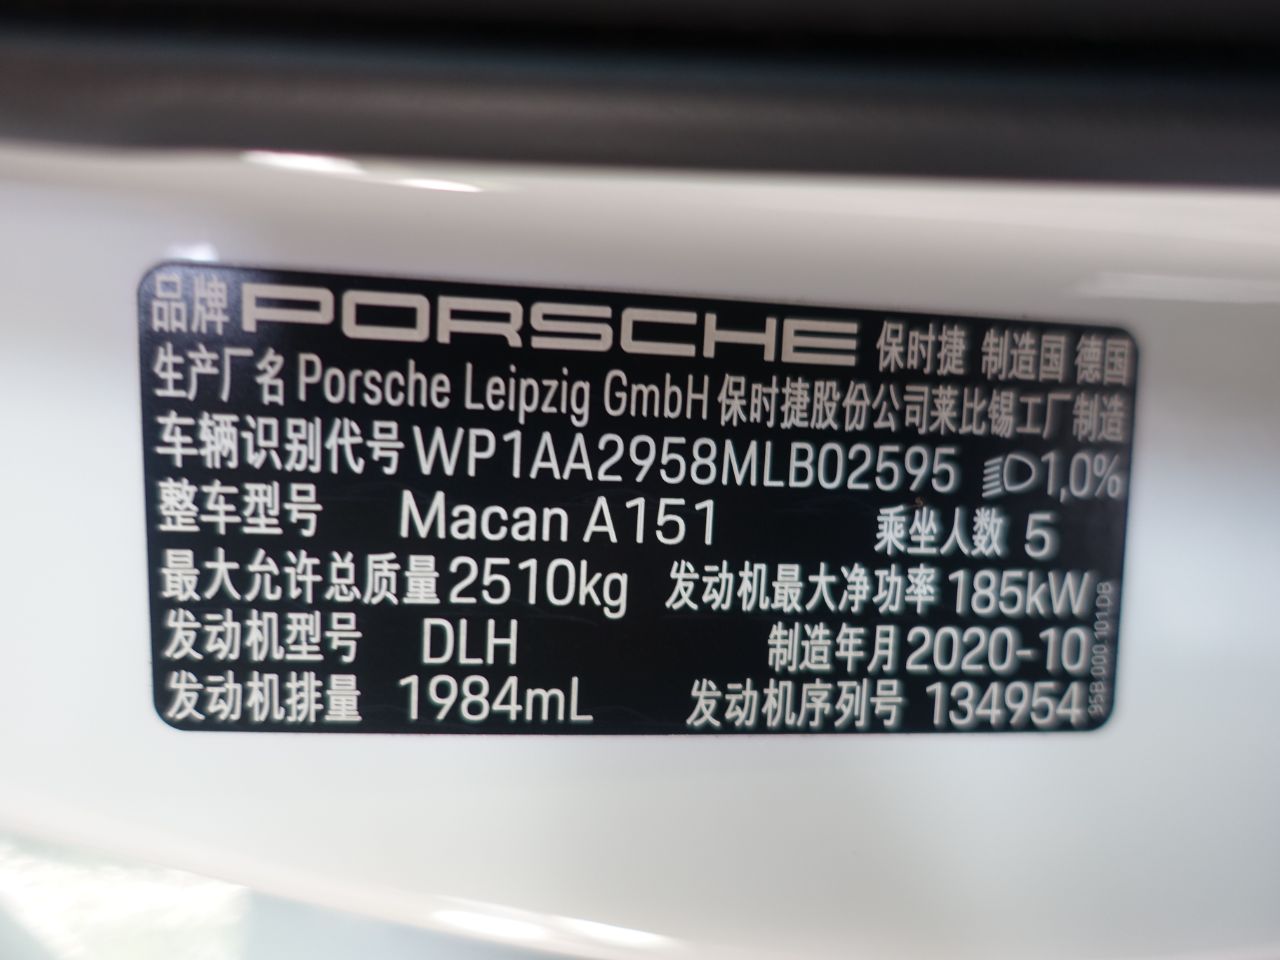 品牌 PORSCHE 保时捷 制造国 德国
生产厂名 Porsche Leipzig GmbH 保时捷股份公司莱比锡工厂制造
车辆识别代号 WP1AA2958MLB02595 1,0%
整车型号 Macan A151 乘坐人数 5
最大允许总质量 2510kg 发动机最大净功率 185kW
发动机型号 DLH 制造年月 2020-10
发动机排量 1984mL 发动机序列号 134954
95B.000.101.DB